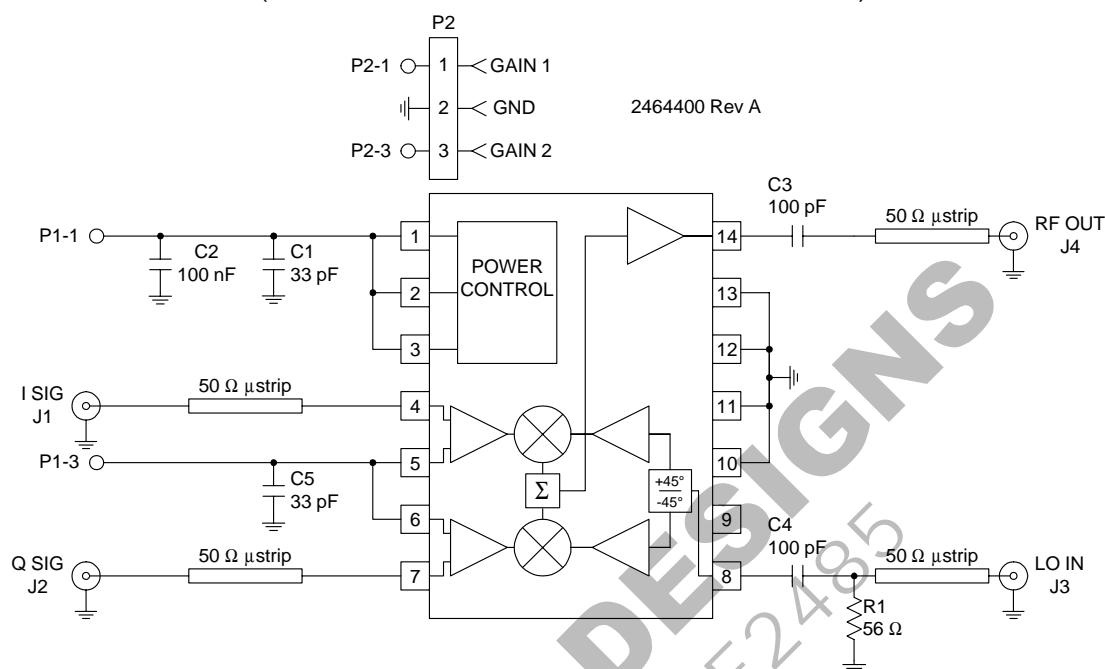 P2
P2-1 1 GAIN 1
2 GND
2464400 Rev A
P2-3 3 GAIN 2
C3
100 pF
50 Ω µstrip
RF OUT
J4
P1-1
C2
100 nF
C1
33 pF
1
2
3
POWER
CONTROL
14
13
12
11
10
9
8
I SIG
J1
50 Ω µstrip
4
P1-3
C5
33 pF
5
6
Σ
+45°
-45°
Q SIG
J2
50 Ω µstrip
7
C4
100 pF
50 Ω µstrip
LO IN
J3
R1
56 Ω
DESIGNS
F2485